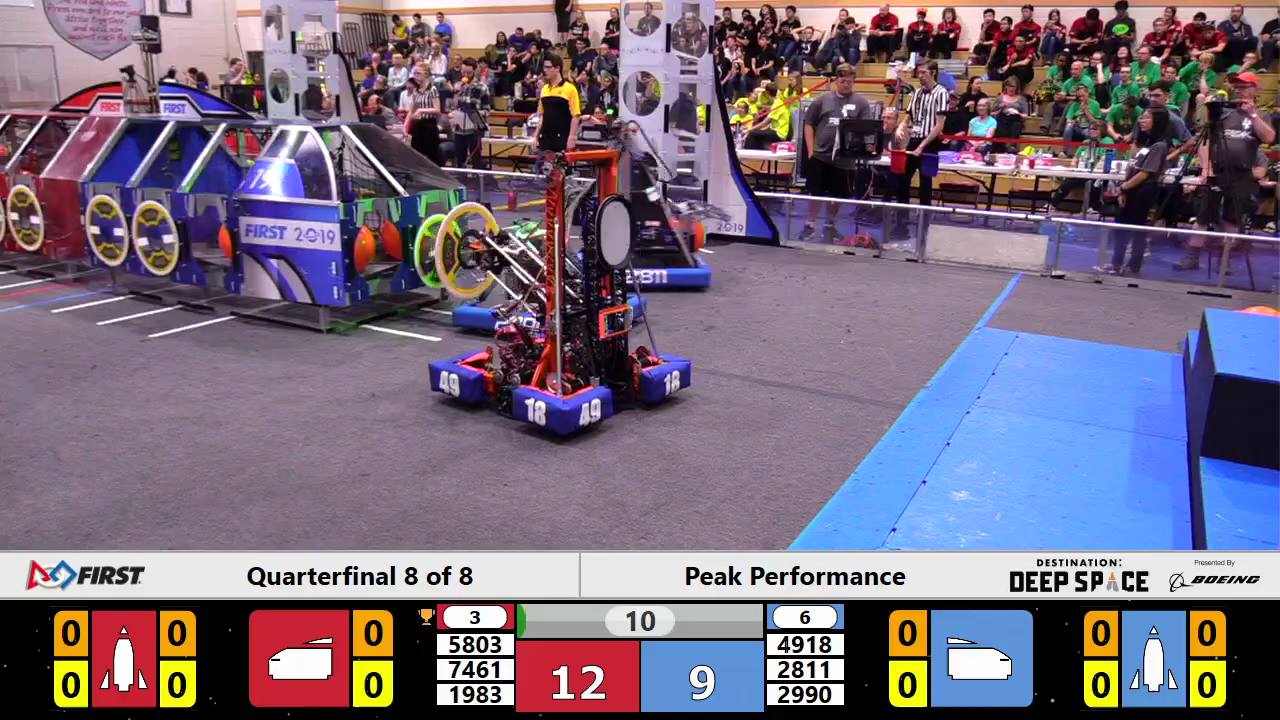 FIRST
FIRST
FIRST 2019
2019
2811
49
18
49
18
FIRST
Quarterfinal 8 of 8
Peak Performance
DESTINATION:
DEEP SPACE
Presented By
BOEING
0
0
0
3
10
6
0
0
0
5803
4918
7461
12
9
2811
0
0
0
1983
2990
0
0
0